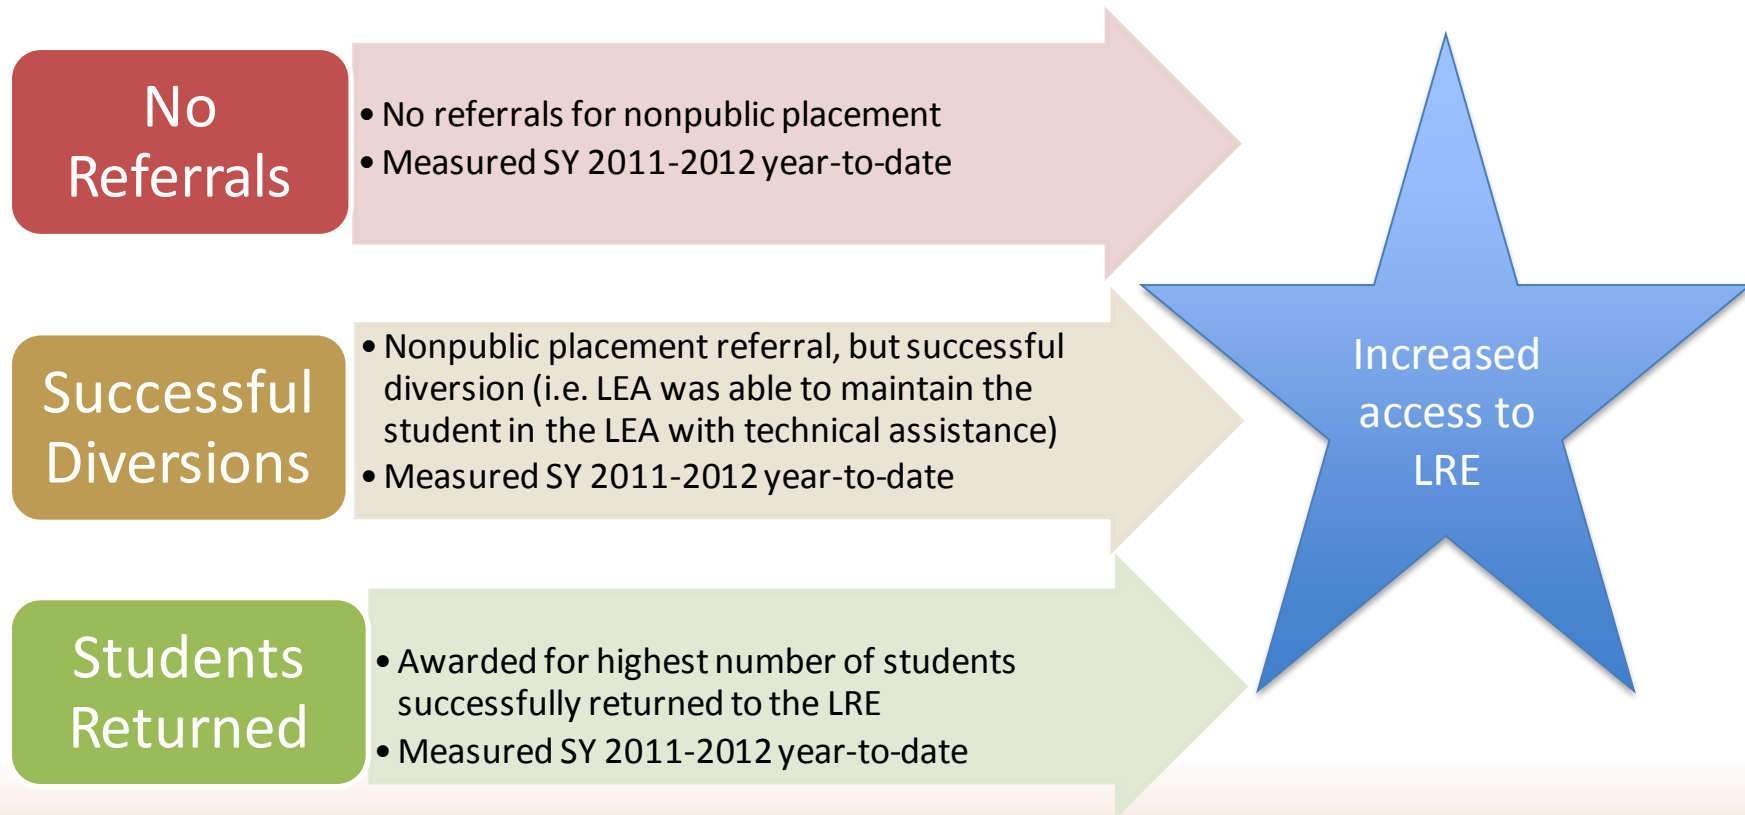 No
Referrals
• No referrals for nonpublic placement
• Measured SY 2011-2012 year-to-date
Successful
Diversions
• Nonpublic placement referral, but successful
diversion (i.e. LEA was able to maintain the
student in the LEA with technical assistance)
• Measured SY 2011-2012 year-to-date
Students
Returned
• Awarded for highest number of students
successfully returned to the LRE
• Measured SY 2011-2012 year-to-date
Increased
access to
LRE